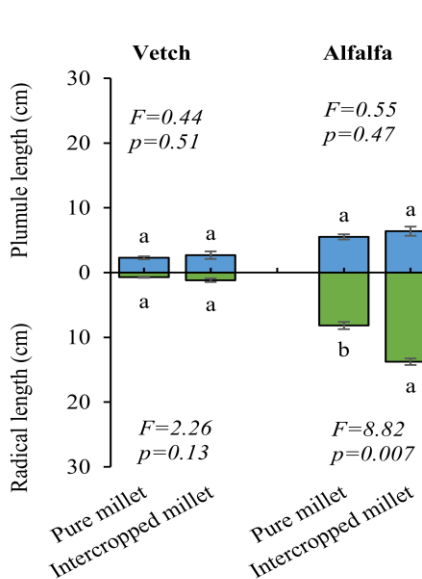 Vetch
Alfalfa
Plumule length (cm)
Radical length (cm)
30
20
10
0
10
20
30
F=0.44
p=0.51
F=0.55
p=0.47
a
a
a
a
a
a
b
a
F=2.26
p=0.13
F=8.82
p=0.007
Pure millet
Intercropped millet
Pure millet
Intercropped millet